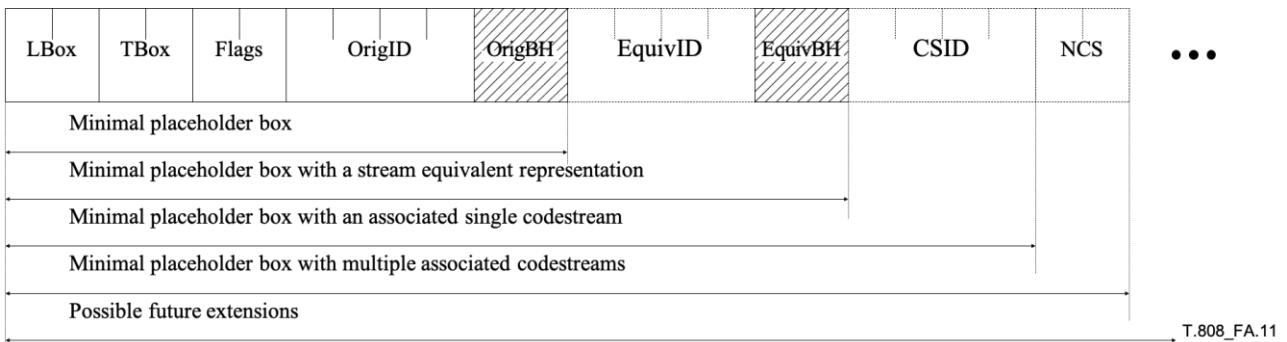 LBox TBox Flags OrigID OrigBH EquivID EquivBH CSID NCS •••
Minimal placeholder box
Minimal placeholder box with a stream equivalent representation
Minimal placeholder box with an associated single codestream
Minimal placeholder box with multiple associated codestreams
Possible future extensions
T.808_FA.11